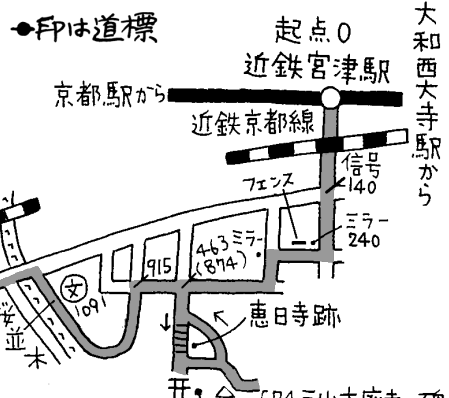 ●印は道標
起点0
近鉄宮津駅
京都駅から
近鉄京都線
大和西大寺駅から
信号
140
フェンス
ミラー
240
463ミラー
(874)
915
文
1091
桜並木
恵日寺跡